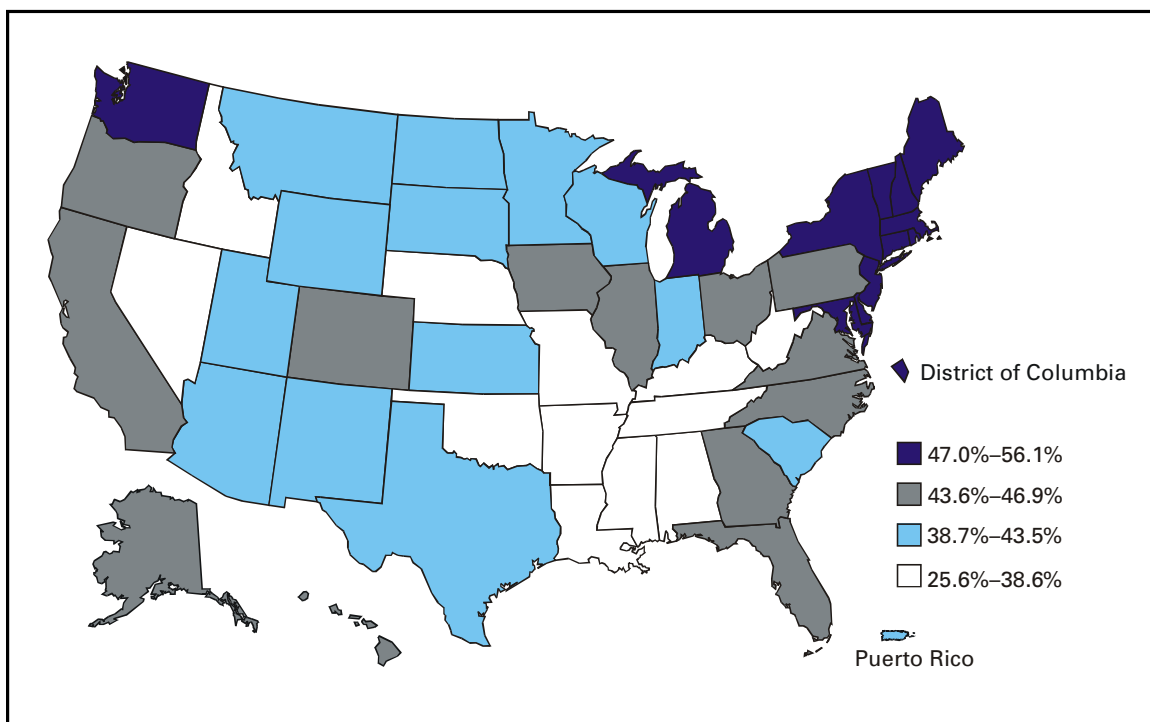 District of Columbia
47.0%–56.1%
43.6%–46.9%
38.7%–43.5%
25.6%–38.6%
Puerto Rico